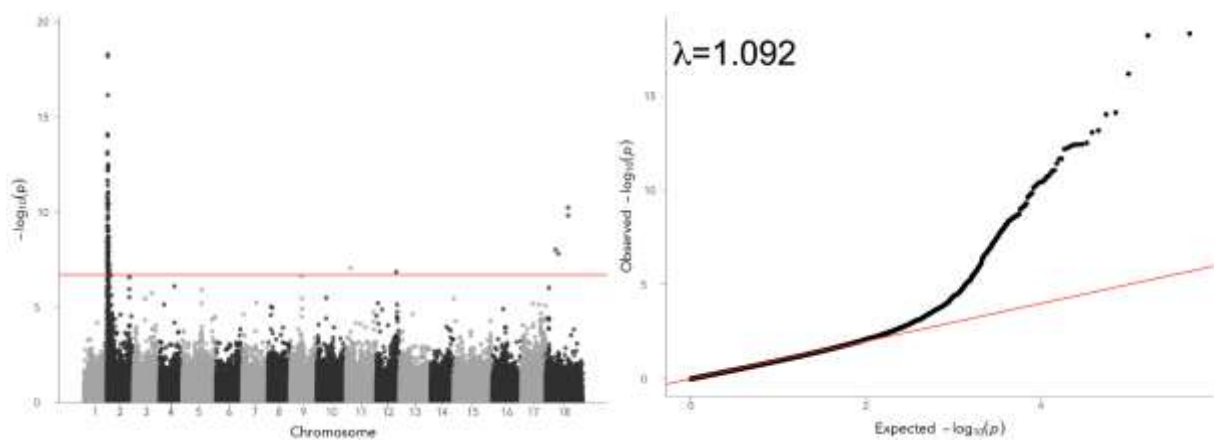 20
15
10
5
0
-log10(p)
1 2 3 4 5 6 7 8 9 10 11 12 13 14 15 16 17 18
Chromosome
λ=1.092
15
10
5
0
Observed -log10(p)
0 2 4
Expected -log10(p)